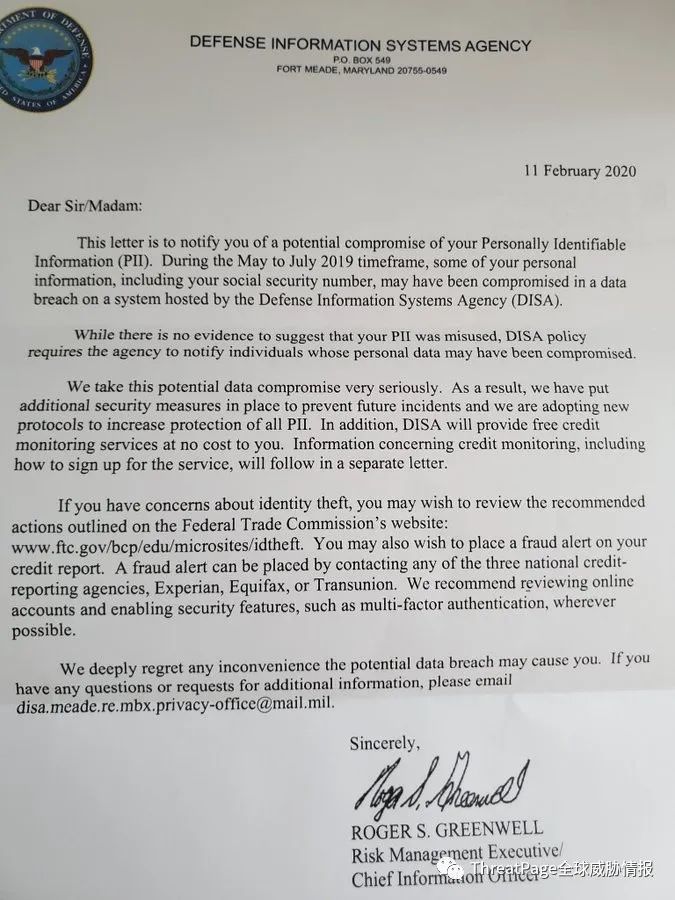 DEPARTMENT OF DEFENSE
UNITED STATES OF AMERICA
DEFENSE INFORMATION SYSTEMS AGENCY
P.O. BOX 549
FORT MEADE, MARYLAND 20755-0549
11 February 2020
Dear Sir/Madam:
This letter is to notify you of a potential compromise of your Personally Identifiable
Information (PII). During the May to July 2019 timeframe, some of your personal
information, including your social security number, may have been compromised in a data
breach on a system hosted by the Defense Information Systems Agency (DISA).
While there is no evidence to suggest that your PII was misused, DISA policy
requires the agency to notify individuals whose personal data may have been compromised.
We take this potential data compromise very seriously. As a result, we have put
additional security measures in place to prevent future incidents and we are adopting new
protocols to increase protection of all PII. In addition, DISA will provide free credit
monitoring services at no cost to you. Information concerning credit monitoring, including
how to sign up for the service, will follow in a separate letter.
If you have concerns about identity theft, you may wish to review the recommended
actions outlined on the Federal Trade Commission's website:
www.ftc.gov/bcp/edu/microsites/idtheft. You may also wish to place a fraud alert on your
credit report. A fraud alert can be placed by contacting any of the three national credit-
reporting agencies, Experian, Equifax, or Transunion. We recommend reviewing online
accounts and enabling security features, such as multi-factor authentication, wherever
possible.
We deeply regret any inconvenience the potential data breach may cause you. If you
have any questions or requests for additional information, please email
disa.meade.re.mbx.privacy-office@mail.mil.
Sincerely,
Roger S. Greenwell
ROGER S. GREENWELL
Risk Management Executive/
Chief Information Officer
ThreatPage全球威胁情报